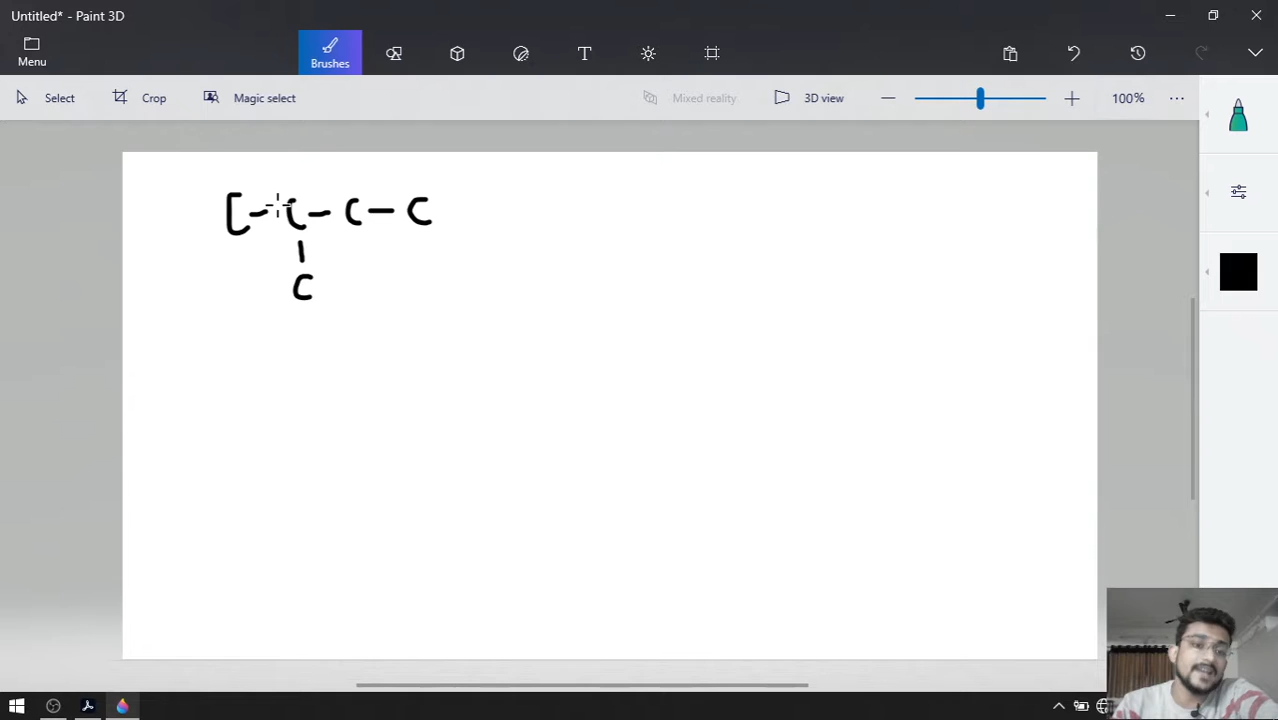 Untitled* - Paint 3D
Menu
Brushes
Select
Crop
Magic select
Mixed reality
3D view
100%
C - C - C - C
|
C